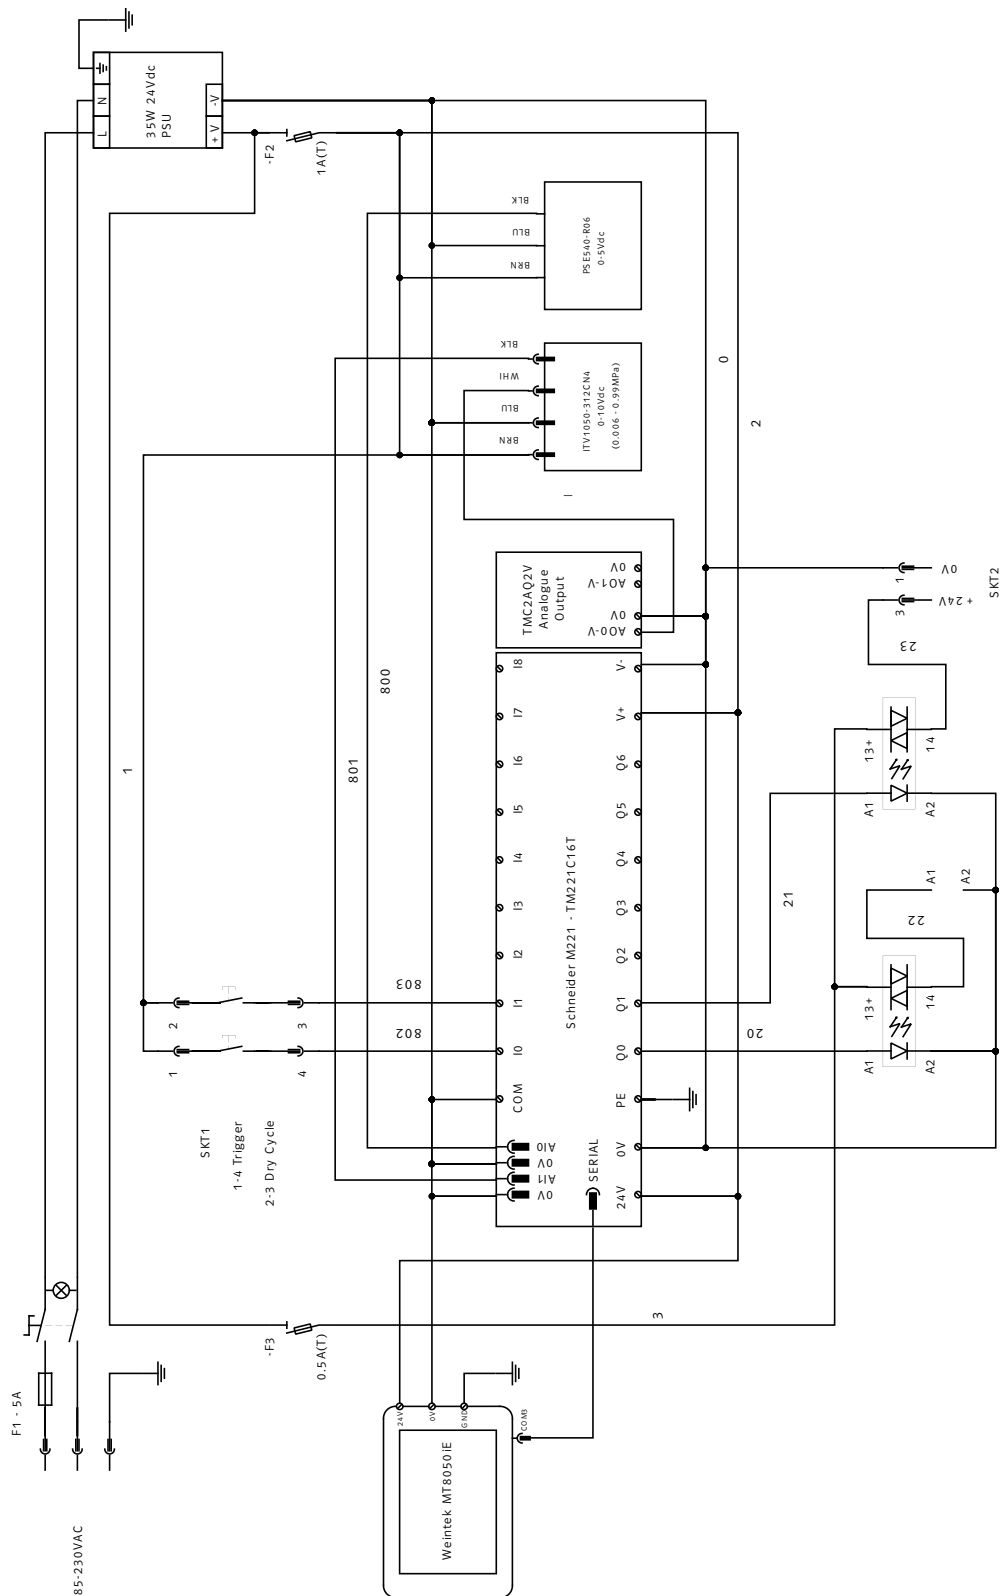 35W 24Vdc
PSU
L
N
-V
+ V
-F2
1A(T)
BLK
BLU
BRN
PSE540-R06
0-5Vdc
BLK
WHI
BLU
BRN
ITV1050-312CN4
0-10Vdc
(0.006 - 0.99MPa)
0
2
TMC2AQ2V
Analogue
Output
0V
AO1-V
0V
AO0-V
1
0V
3
+24V
SKT2
23
1
801
800
I8
I7
I6
I5
I4
I3
I2
I1
I0
COM
AI0
0V
AI1
0V
Schneider M221 - TM221C16T
SERIAL
V-
V+
Q6
Q5
Q4
Q3
Q2
Q1
Q0
PE
0V
24V
13+
14
A1
A2
A1
A2
21
22
13+
14
A1
A2
20
2
3
803
1
4
802
SKT1
1-4 Trigger
2-3 Dry Cycle
-F3
0.5A(T)
3
F1 - 5A
85-230VAC
24V
0V
GND
COM3
Weintek MT8050iE